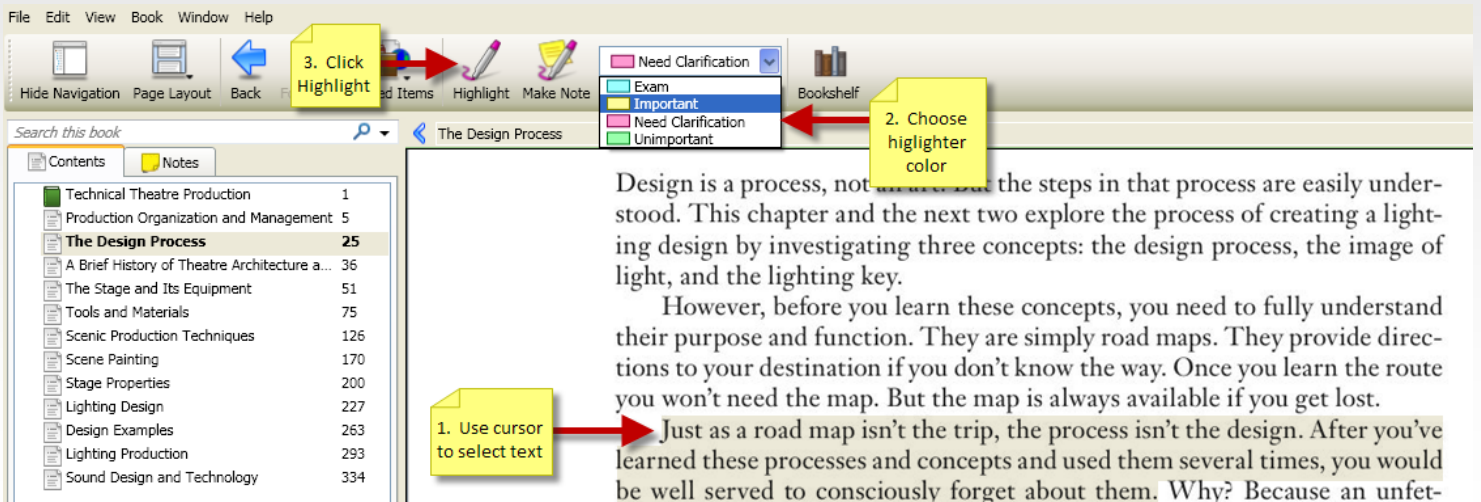 File Edit View Book Window Help
3. Click
Highlight
Need Clarification
Hide Navigation Page Layout Back ed Items Highlight Make Note Bookshelf
Exam
Important
Need Clarification
Unimportant
2. Choose
higlighter
color
Search this book
The Design Process
Contents Notes
Technical Theatre Production 1
Production Organization and Management 5
The Design Process 25
A Brief History of Theatre Architecture a... 36
The Stage and Its Equipment 51
Tools and Materials 75
Scenic Production Techniques 126
Scene Painting 170
Stage Properties 200
Lighting Design 227
Design Examples 263
Lighting Production 293
Sound Design and Technology 334
Design is a process, not an art. But the steps in that process are easily under-
stood. This chapter and the next two explore the process of creating a light-
ing design by investigating three concepts: the design process, the image of
light, and the lighting key.
However, before you learn these concepts, you need to fully understand
their purpose and function. They are simply road maps. They provide direc-
tions to your destination if you don't know the way. Once you learn the route
you won't need the map. But the map is always available if you get lost.
1. Use cursor
to select text
Just as a road map isn't the trip, the process isn't the design. After you've
learned these processes and concepts and used them several times, you would
be well served to consciously forget about them. Why? Because an unfet-